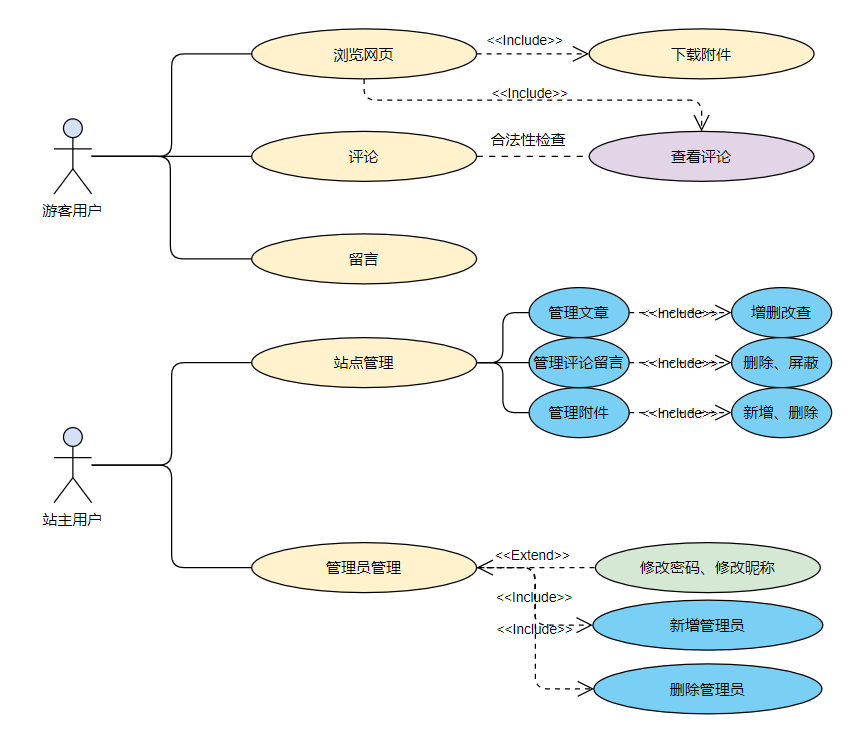 浏览网页
<<Include>>
下载附件
<<Include>>
评论
合法性检查
查看评论
游客用户
留言
管理文章
<<Include>>
增删改查
站点管理
管理评论留言
<<Include>>
删除、屏蔽
管理附件
<<Include>>
新增、删除
站主用户
管理员管理
<<Extend>>
修改密码、修改昵称
<<Include>>
新增管理员
<<Include>>
删除管理员